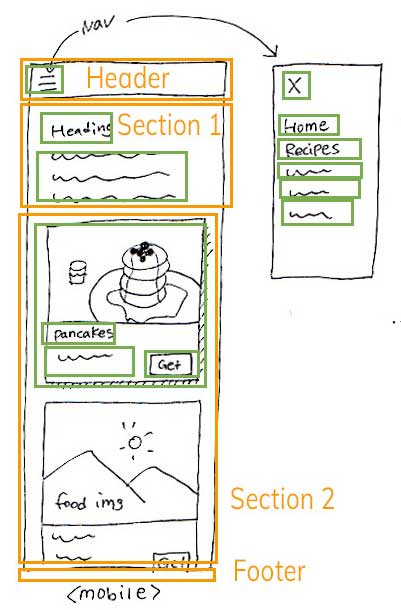 Nav
Header
X
Heading
Section 1
Home
Recipes
pancakes
Get
food img
Section 2
Get
Footer
<mobile>